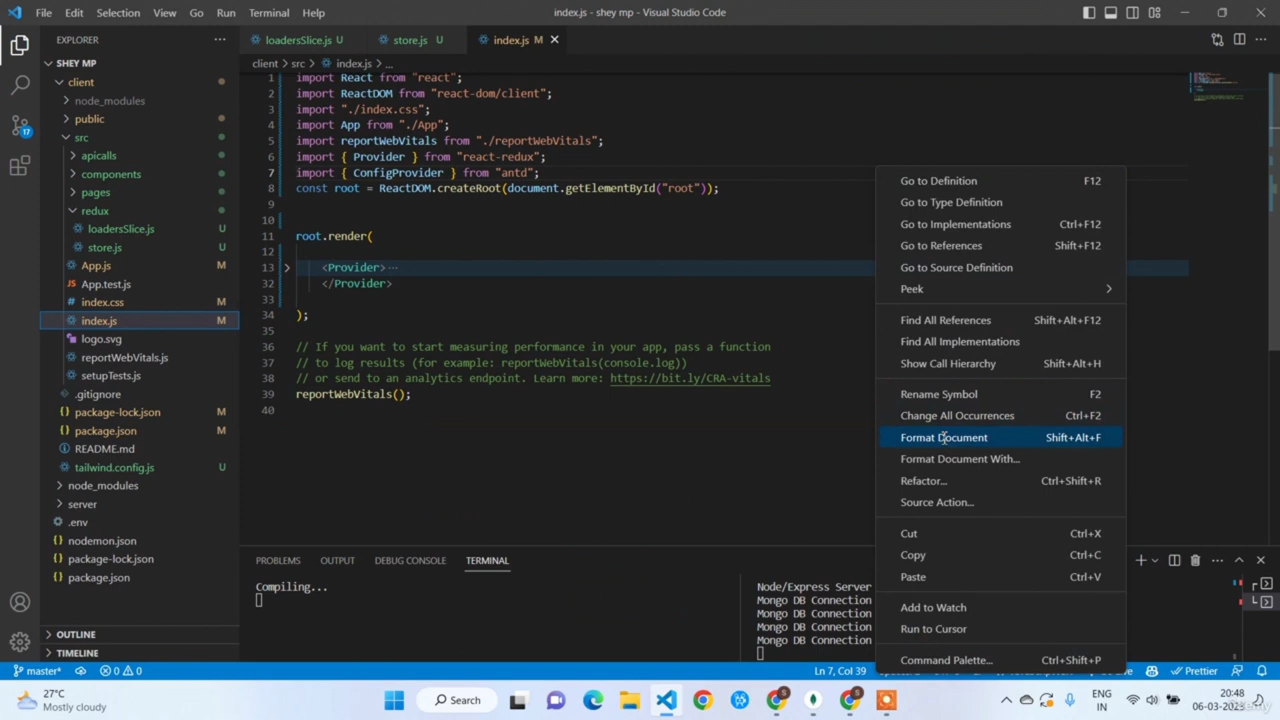 File Edit Selection View Go Run Terminal Help
index.js - shey mp - Visual Studio Code
EXPLORER
loadersSlice.js U
store.js U
index.js M
SHEY MP
client
node_modules
public
src
apicalls
components
pages
redux
loadersSlice.js U
store.js U
App.js M
App.test.js
index.css M
index.js M
logo.svg
reportWebVitals.js
setupTests.js
.gitignore
package-lock.json M
package.json M
README.md
tailwind.config.js U
node_modules
server
.env
nodemon.json
package-lock.json
package.json
OUTLINE
TIMELINE
17
client > src > index.js > ...
1 import React from "react";
2 import ReactDOM from "react-dom/client";
3 import "./index.css";
4 import App from "./App";
5 import reportWebVitals from "./reportWebVitals";
6 import { Provider } from "react-redux";
7 import { ConfigProvider } from "antd";
8 const root = ReactDOM.createRoot(document.getElementById("root"));
9
10
11 root.render(
12
13 <Provider> ...
32 </Provider>
33
34 );
35
36 // If you want to start measuring performance in your app, pass a function
37 // to log results (for example: reportWebVitals(console.log))
38 // or send to an analytics endpoint. Learn more: https://bit.ly/CRA-vitals
39 reportWebVitals();
40
Go to Definition F12
Go to Type Definition
Go to Implementations Ctrl+F12
Go to References Shift+F12
Go to Source Definition
Peek
Find All References Shift+Alt+F12
Find All Implementations
Show Call Hierarchy Shift+Alt+H
Rename Symbol F2
Change All Occurrences Ctrl+F2
Format Document Shift+Alt+F
Format Document With...
Refactor... Ctrl+Shift+R
Source Action...
Cut Ctrl+X
Copy Ctrl+C
Paste Ctrl+V
Add to Watch
Run to Cursor
Command Palette... Ctrl+Shift+P
PROBLEMS OUTPUT DEBUG CONSOLE TERMINAL
Compiling...
Node/Express Server
Mongo DB Connection
Mongo DB Connection
Mongo DB Connection
Mongo DB Connection
master* 0 0
Ln 7, Col 39
Prettier
27°C
Mostly cloudy
Search
ENG
IN
20:48
06-03-2023